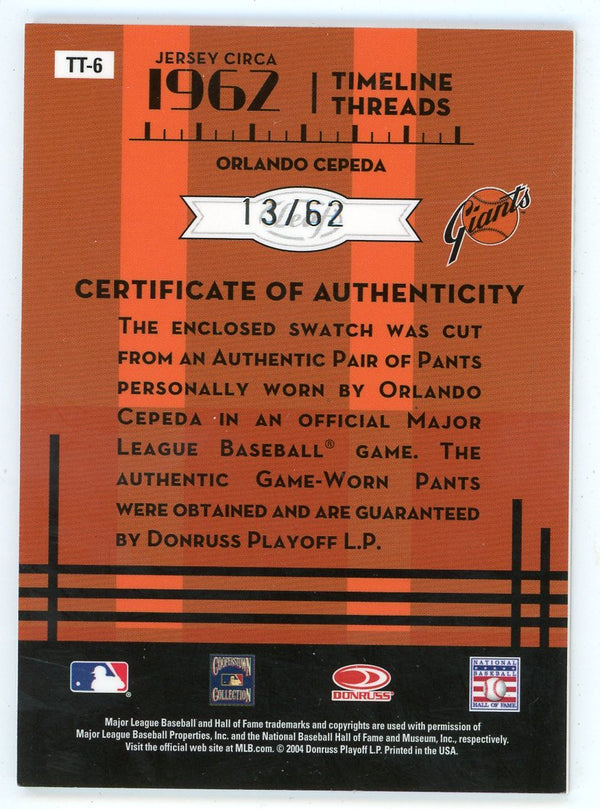 TT-6
JERSEY CIRCA
1962
TIMELINE
THREADS
ORLANDO CEPEDA
13/62
Leaf
Giants
CERTIFICATE OF AUTHENTICITY
THE ENCLOSED SWATCH WAS CUT
FROM AN AUTHENTIC PAIR OF PANTS
PERSONALLY WORN BY ORLANDO
CEPEDA IN AN OFFICIAL MAJOR
LEAGUE BASEBALL® GAME. THE
AUTHENTIC GAME-WORN PANTS
WERE OBTAINED AND ARE GUARANTEED
BY DONRUSS PLAYOFF L.P.
COOPERSTOWN
COLLECTION
DONRUSS
NATIONAL
BASEBALL
HALL OF FAME
Major League Baseball and Hall of Fame trademarks and copyrights are used with permission of
Major League Baseball Properties, Inc. and the National Baseball Hall of Fame and Museum, Inc., respectively.
Visit the official web site at MLB.com. © 2004 Donruss Playoff L.P. Printed in the USA.